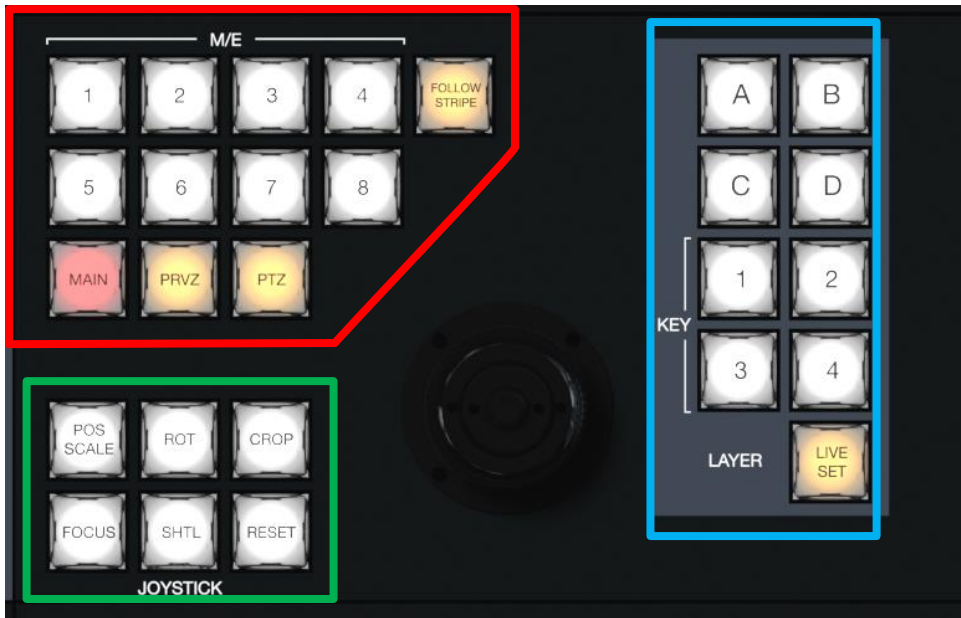 M/E
1 2 3 4 FOLLOW
STRIPE
5 6 7 8
MAIN PRVZ PTZ
POS
SCALE ROT CROP
FOCUS SHTL RESET
JOYSTICK
A B
C D
1 2
KEY
3 4
LAYER
LIVE
SET